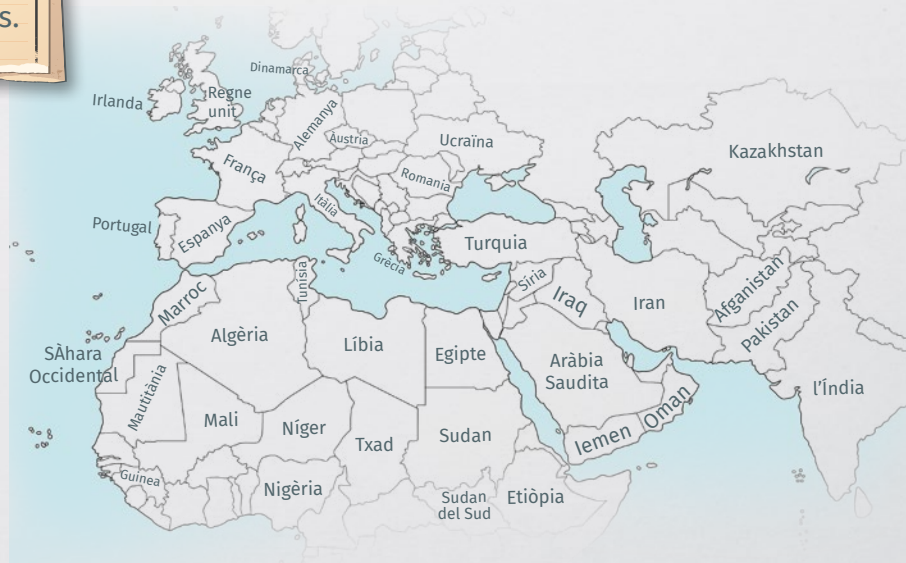 s.
Dinamarca
Irlanda
Regne
unit
Alemanya
Àustria
Ucraïna
Kazakhstan
França
Romania
Itàlia
Portugal
Espanya
Turquia
Grècia
Tunisia
Síria
Afganistan
Marroc
Iraq
Iran
Pakistan
Algèria
Líbia
Egipte
Aràbia
Saudita
SÀhara
Occidental
Mautitània
l'Índia
Mali
Níger
Txad
Sudan
Iemen
Oman
Guinea
Nigèria
Sudan
del Sud
Etiòpia